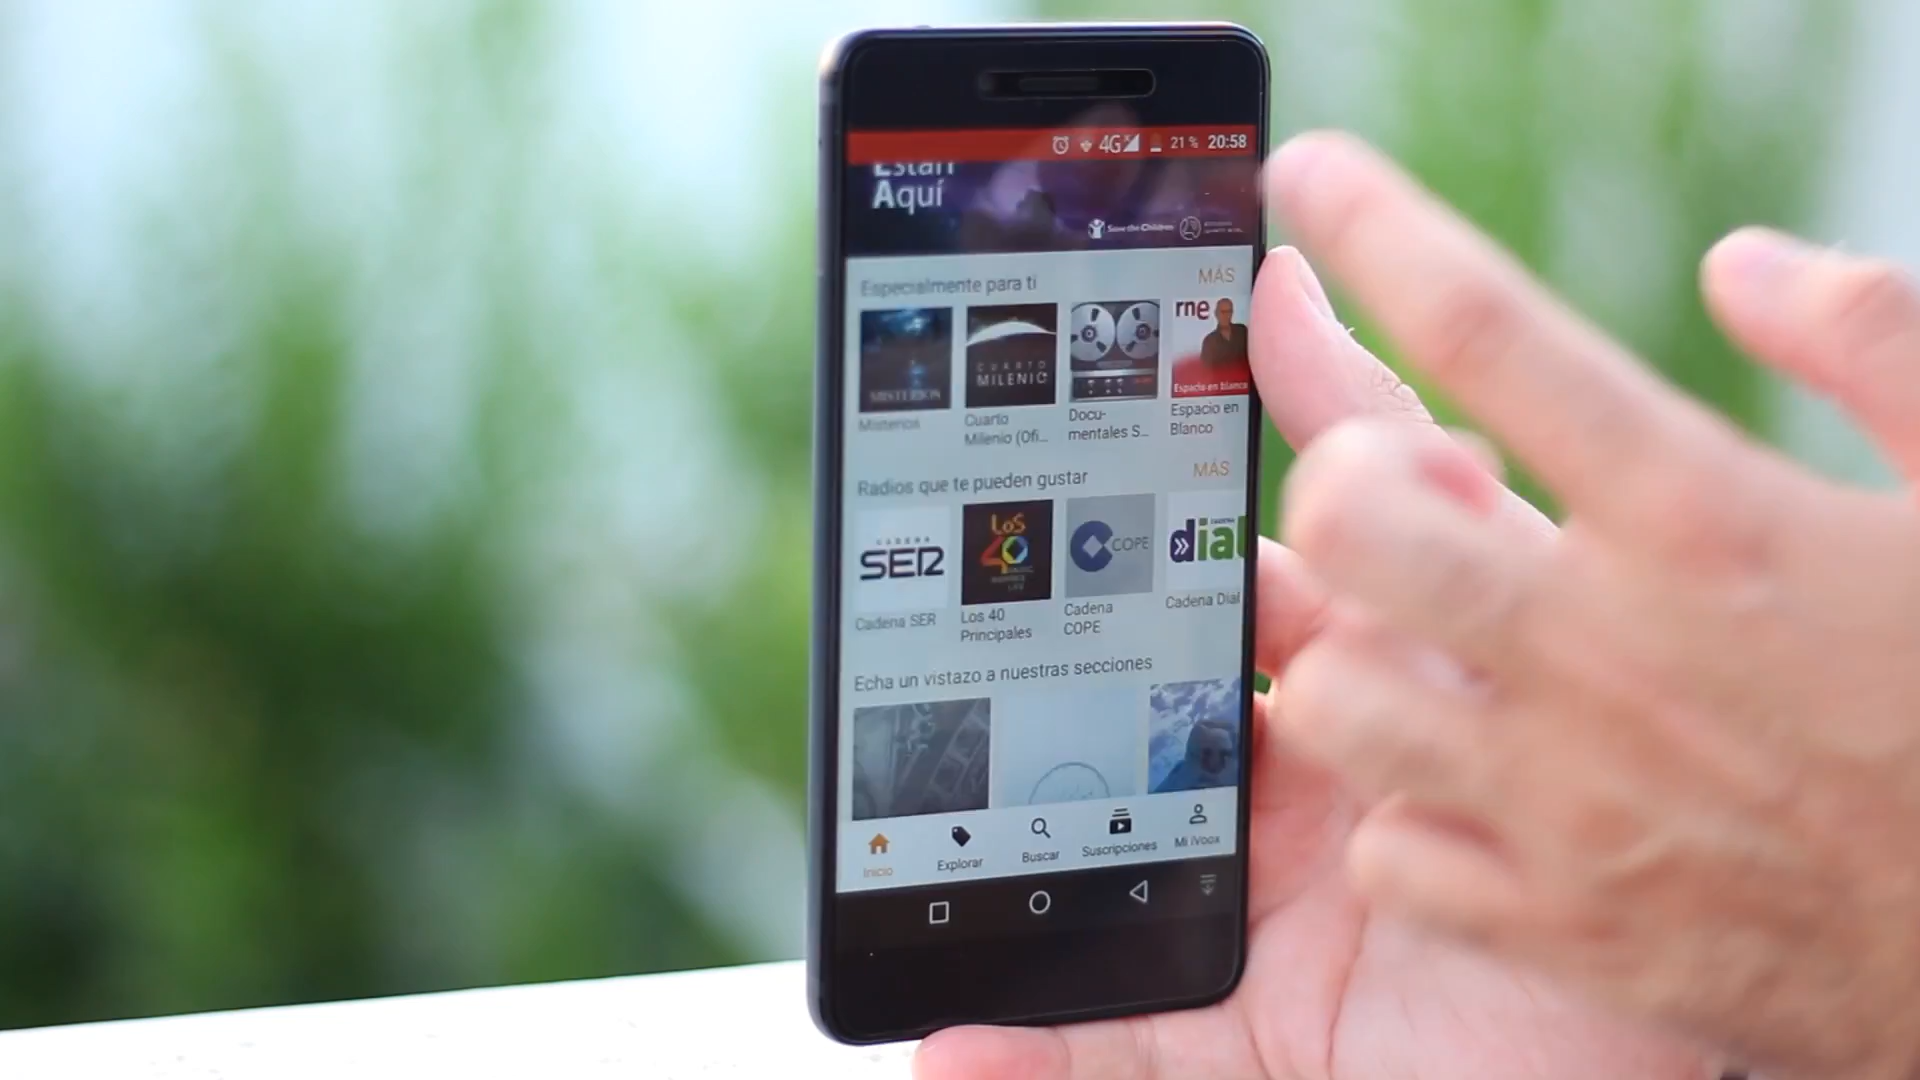 4G 21 % 20:58
Están
Aquí
Save the Children
Especialmente para ti
MÁS
MISTERIOS
CUARTO
MILENIO
rne
Espacio en blanco
Misterios
Cuarto
Milenio (Ofi...
Docu-
mentales S...
Espacio en
Blanco
Radios que te pueden gustar
MÁS
CADENA
SER
LOS
40
COPE
CADENA
dial
Cadena SER
Los 40
Principales
Cadena
COPE
Cadena Dial
Echa un vistazo a nuestras secciones
Inicio
Explorar
Buscar
Suscripciones
Mi iVoox